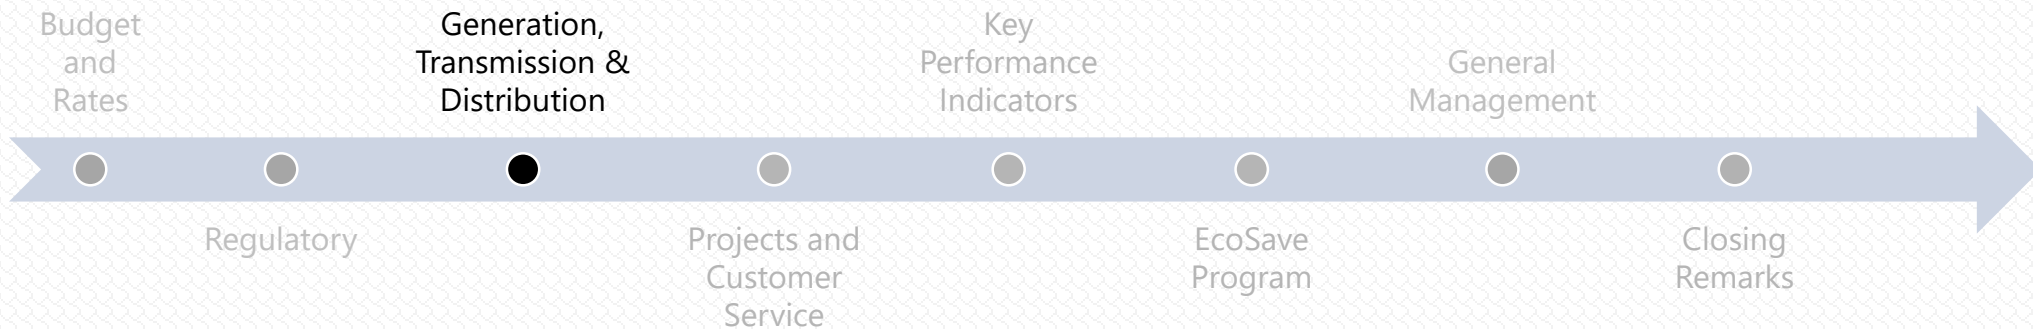 Budget
and
Rates
Regulatory
Generation,
Transmission &
Distribution
Projects and
Customer
Service
Key
Performance
Indicators
EcoSave
Program
General
Management
Closing
Remarks